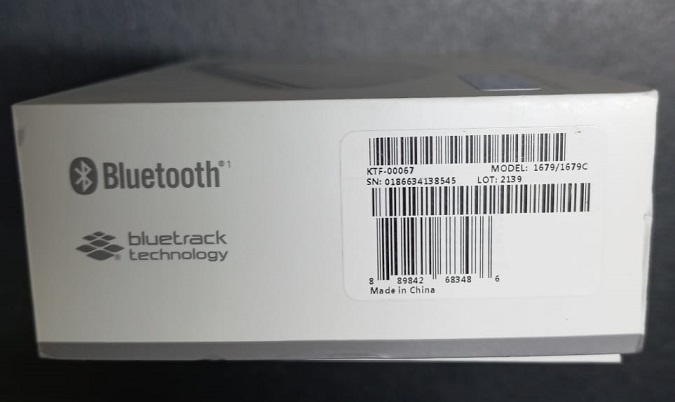 Bluetooth®1
bluetrack
technology®
KTF-00067 MODEL: 1679/1679C
SN: 0186634138545 LOT: 2139
8 89842 68348 6
Made in China